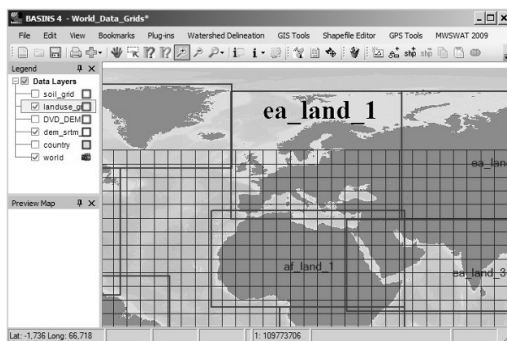 BASINS 4 - World_Data_Grids*
File Edit View Bookmarks Plug-ins Watershed Delineation GIS Tools Shapefile Editor GPS Tools MWSWAT 2009
Legend
Data Layers
soil_grid
landuse_g
DVD_DEM
dem_srtm
country
world
Preview Map
ea_land_1
ea_lan
af_land_1
ea_land_3
Lat: -1,736 Long: 66,718 1: 109773706